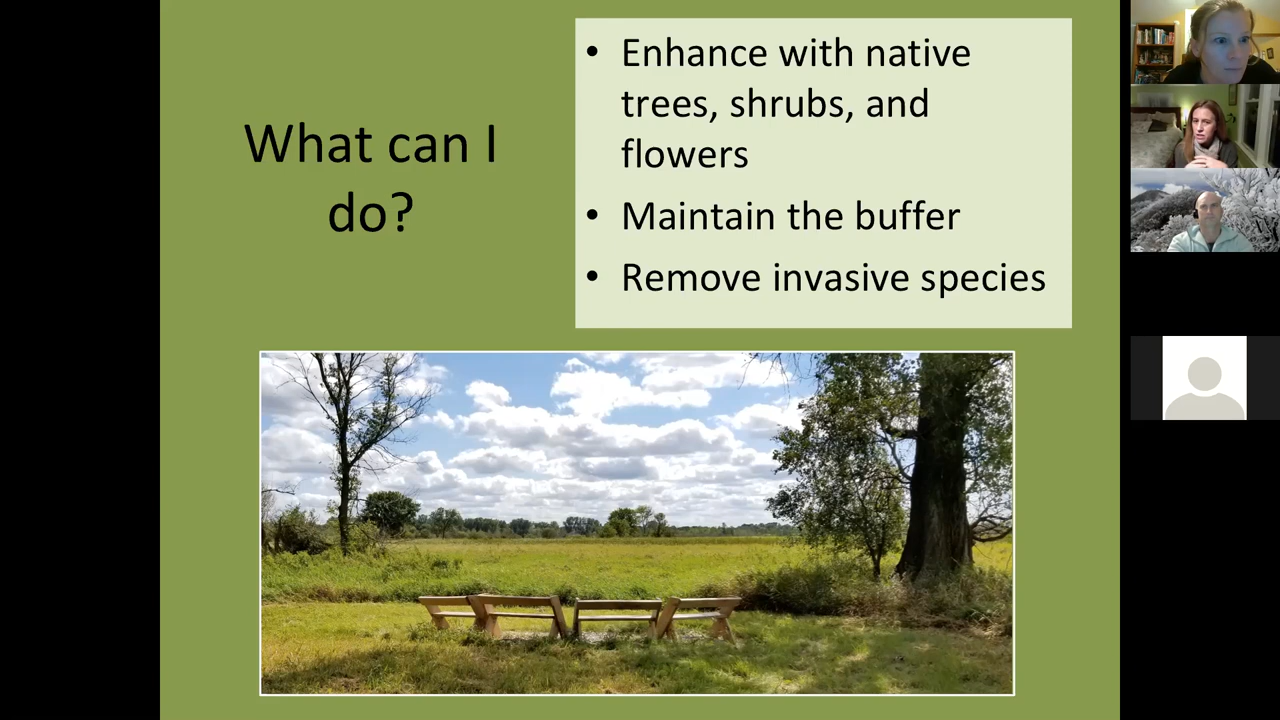 What can I
do?
• Enhance with native
trees, shrubs, and
flowers
• Maintain the buffer
• Remove invasive species